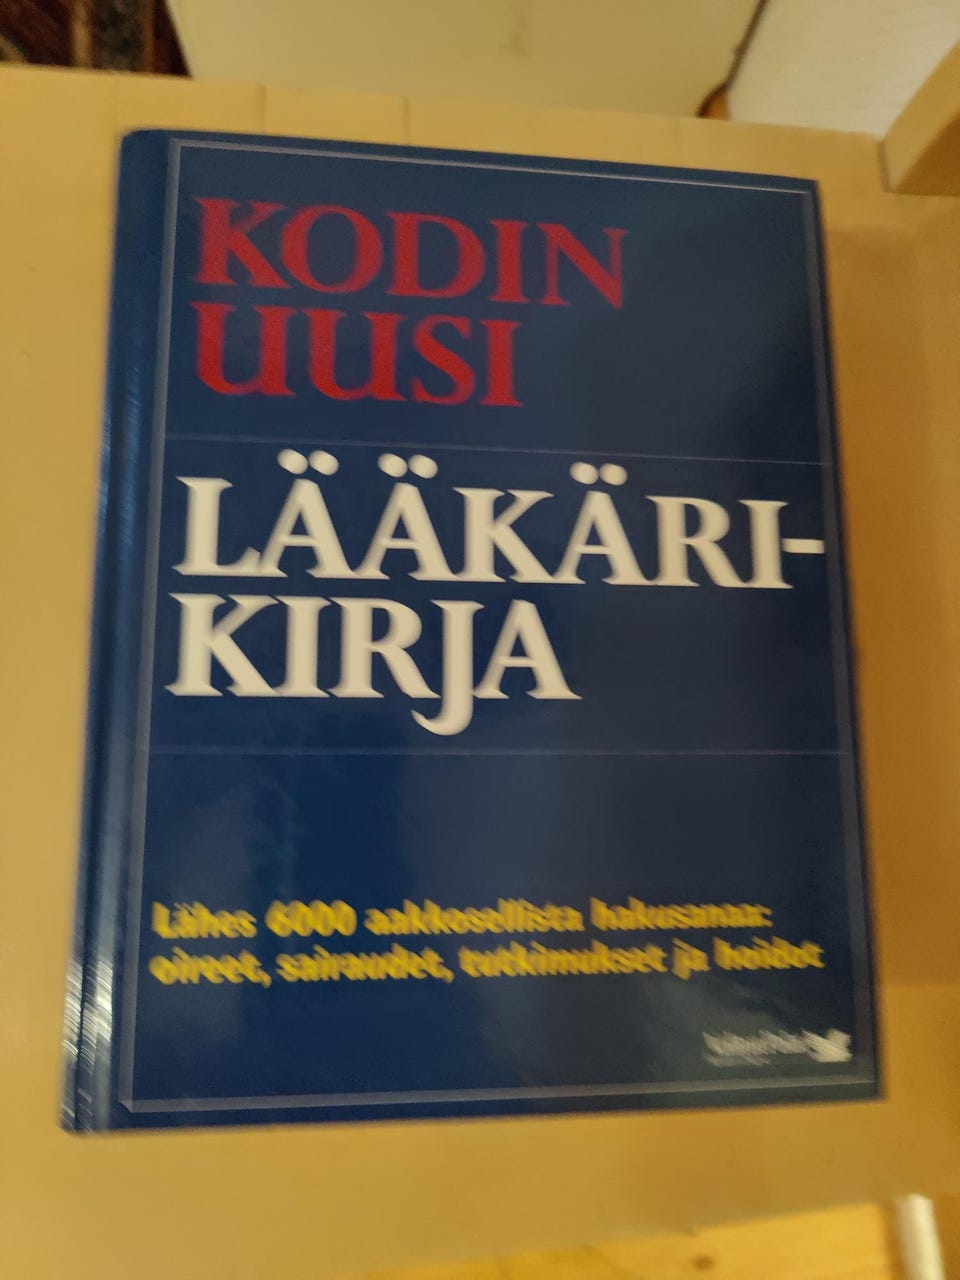 KODIN
UUSI
LÄÄKÄRI-
KIRJA
Lähes 6000 aakkosellista hakusanaa:
oireet, sairaudet, tutkimukset ja hoidot